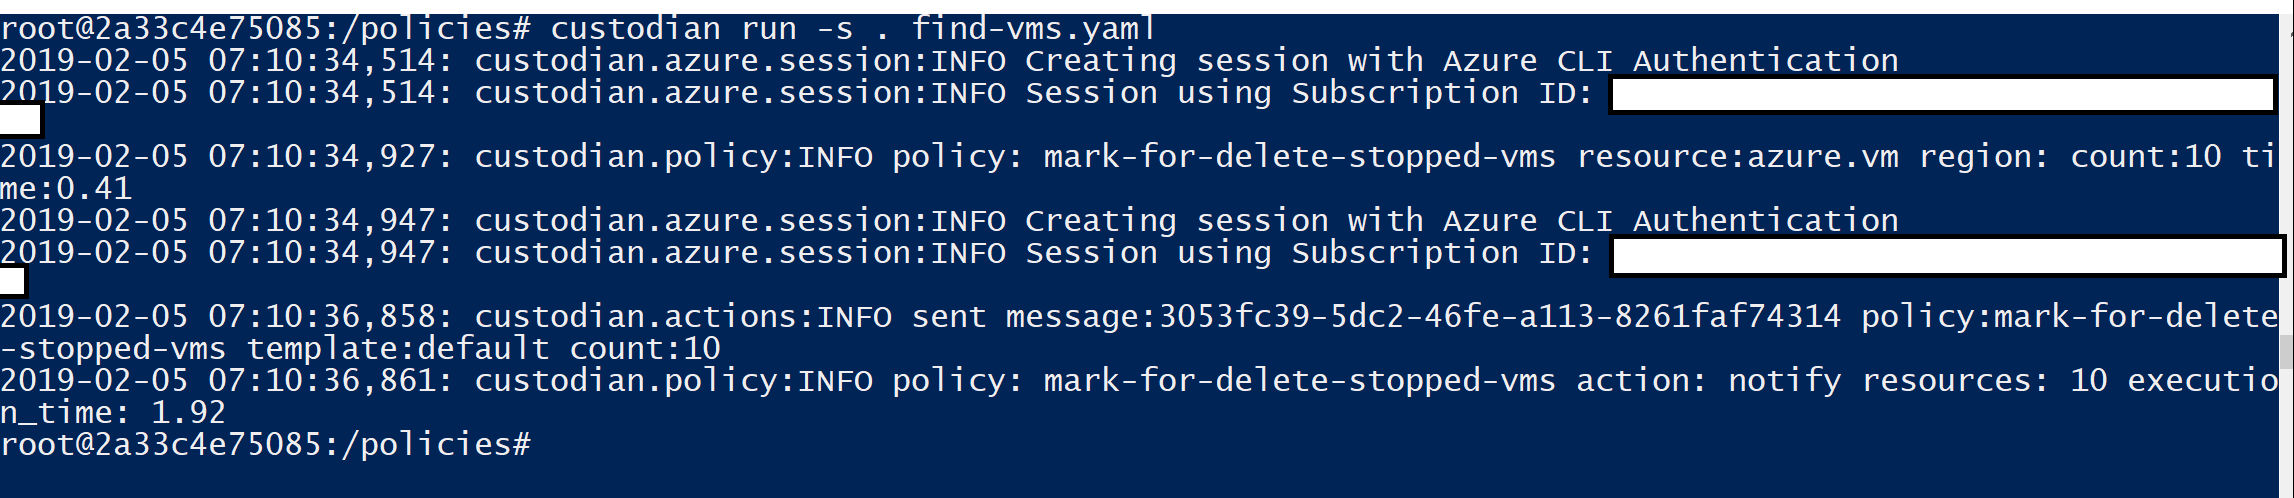 root@2a33c4e75085:/policies# custodian run -s . find-vms.yaml
2019-02-05 07:10:34,514: custodian.azure.session:INFO Creating session with Azure CLI Authentication
2019-02-05 07:10:34,514: custodian.azure.session:INFO Session using Subscription ID:
2019-02-05 07:10:34,927: custodian.policy:INFO policy: mark-for-delete-stopped-vms resource:azure.vm region: count:10 ti
me:0.41
2019-02-05 07:10:34,947: custodian.azure.session:INFO Creating session with Azure CLI Authentication
2019-02-05 07:10:34,947: custodian.azure.session:INFO Session using Subscription ID:
2019-02-05 07:10:36,858: custodian.actions:INFO sent message:3053fc39-5dc2-46fe-a113-8261faf74314 policy:mark-for-delete
-stopped-vms template:default count:10
2019-02-05 07:10:36,861: custodian.policy:INFO policy: mark-for-delete-stopped-vms action: notify resources: 10 executio
n_time: 1.92
root@2a33c4e75085:/policies#